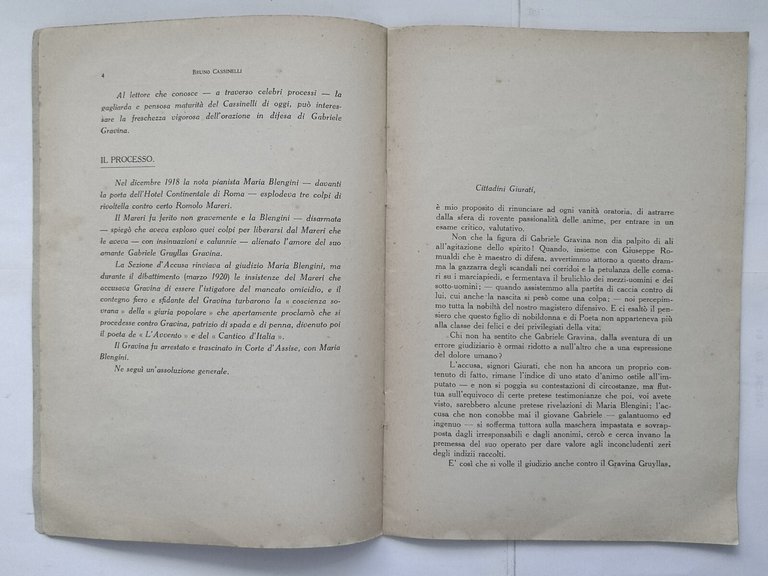 4
BRUNO CASSINELLI
Al lettore che conosce — a traverso celebri processi — la
gagliarda e pensosa maturità del Cassinelli di oggi, può interes-
sare la freschezza vigorosa dell'orazione in difesa di Gabriele
Gravina.
IL PROCESSO.
Nel dicembre 1918 la nota pianista Maria Blengini — davanti
la porta dell'Hotel Continentale di Roma — esplodeva tre colpi di
rivoltella contro certo Romolo Mareri.
Il Mareri fu ferito non gravemente e la Blengini — disarmata
— spiegò che aveva esploso quei colpi per liberarsi dal Mareri che
le aveva — con insinuazioni e calunnie — alienato l'amore del suo
amante Gabriele Gruyllas Gravina.
La Sezione d'Accusa rinviava al giudizio Maria Blengini, ma
durante il dibattimento (marzo 1920) le insistenze del Mareri che
accusava Gravina di essere l'istigatore del mancato omicidio, e il
contegno fiero e sfidante del Gravina turbarono la « coscienza so-
vrana » della « giuria popolare » che apertamente proclamò che si
procedesse contro Gravina, patrizio di spada e di penna, divenuto poi
il poeta de « L'Avvento » e del « Cantico d'Italia ».
Il Gravina fu arrestato e trascinato in Corte d'Assise, con Maria
Blengini.
Ne seguì un'assoluzione generale.
Cittadini Giurati,
è mio proposito di rinunciare ad ogni vanità oratoria, di astrarre
dalla sfera di rovente passionalità delle anime, per entrare in un
esame critico, valutativo.
Non che la figura di Gabriele Gravina non dia palpito di ali
all'agitazione dello spirito! Quando, insieme con Giuseppe Ro-
mualdi che è maestro di difesa, avvertimmo attorno a questo dram-
ma la gazzarra degli scandali nei corridoi e la petulanza delle coma-
ri su i marciapiedi, e fermentava il brulichìo dei mezzi-uomini e dei
sotto-uomini; — quando assistemmo alla partita di caccia contro di
lui, cui anche la nascita si pesò come una colpa; — noi percepim-
mo tutta la nobiltà del nostro magistero difensivo. E ci esaltò il pen-
siero che questo figlio di nobildonna e di Poeta non apparteneva più
alla classe dei felici e dei privilegiati della vita.
Chi non ha sentito che Gabriele Gravina, dalla sventura di un
errore giudiziario è ormai ridotto a null'altro che a una espressione
del dolore umano?
L'accusa, signori Giurati, che non ha ancora un proprio con-
tenuto di fatto, rimane l'indice di uno stato d'animo ostile all'im-
putato — e non si poggia su contestazioni di circostanze, ma flut-
tua sull'equivoco di certe pretese testimonianze che poi, voi avete
visto, sarebbero alcune pretese rivelazioni di Maria Blengini; l'ac-
cusa che non conobbe mai il giovane Gabriele — galantuomo ed
ingenuo — si sofferma tuttora sulla maschera impastata e sovrap-
posta dagli irresponsabili e dagli anonimi, cercò e cerca invano la
premessa del suo operato per dare valore agli inconcludenti zeri
degli indizii raccolti.
E' così che si volle il giudizio anche contro il Gravina Gruyllas,